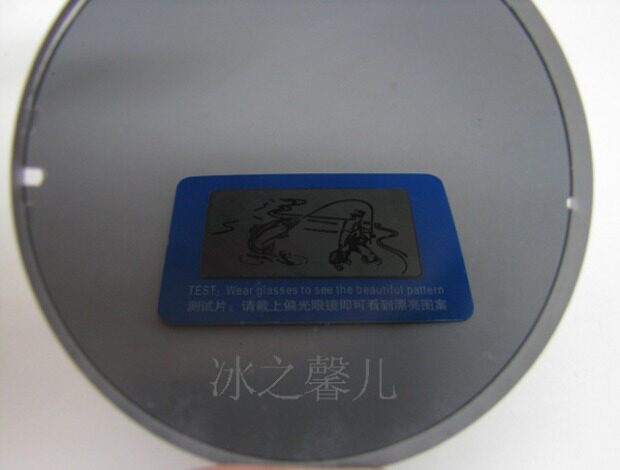 TEST: Wear glasses to see the beautiful pattern
测试片：请戴上偏光眼镜即可看到漂亮图案
冰之馨儿